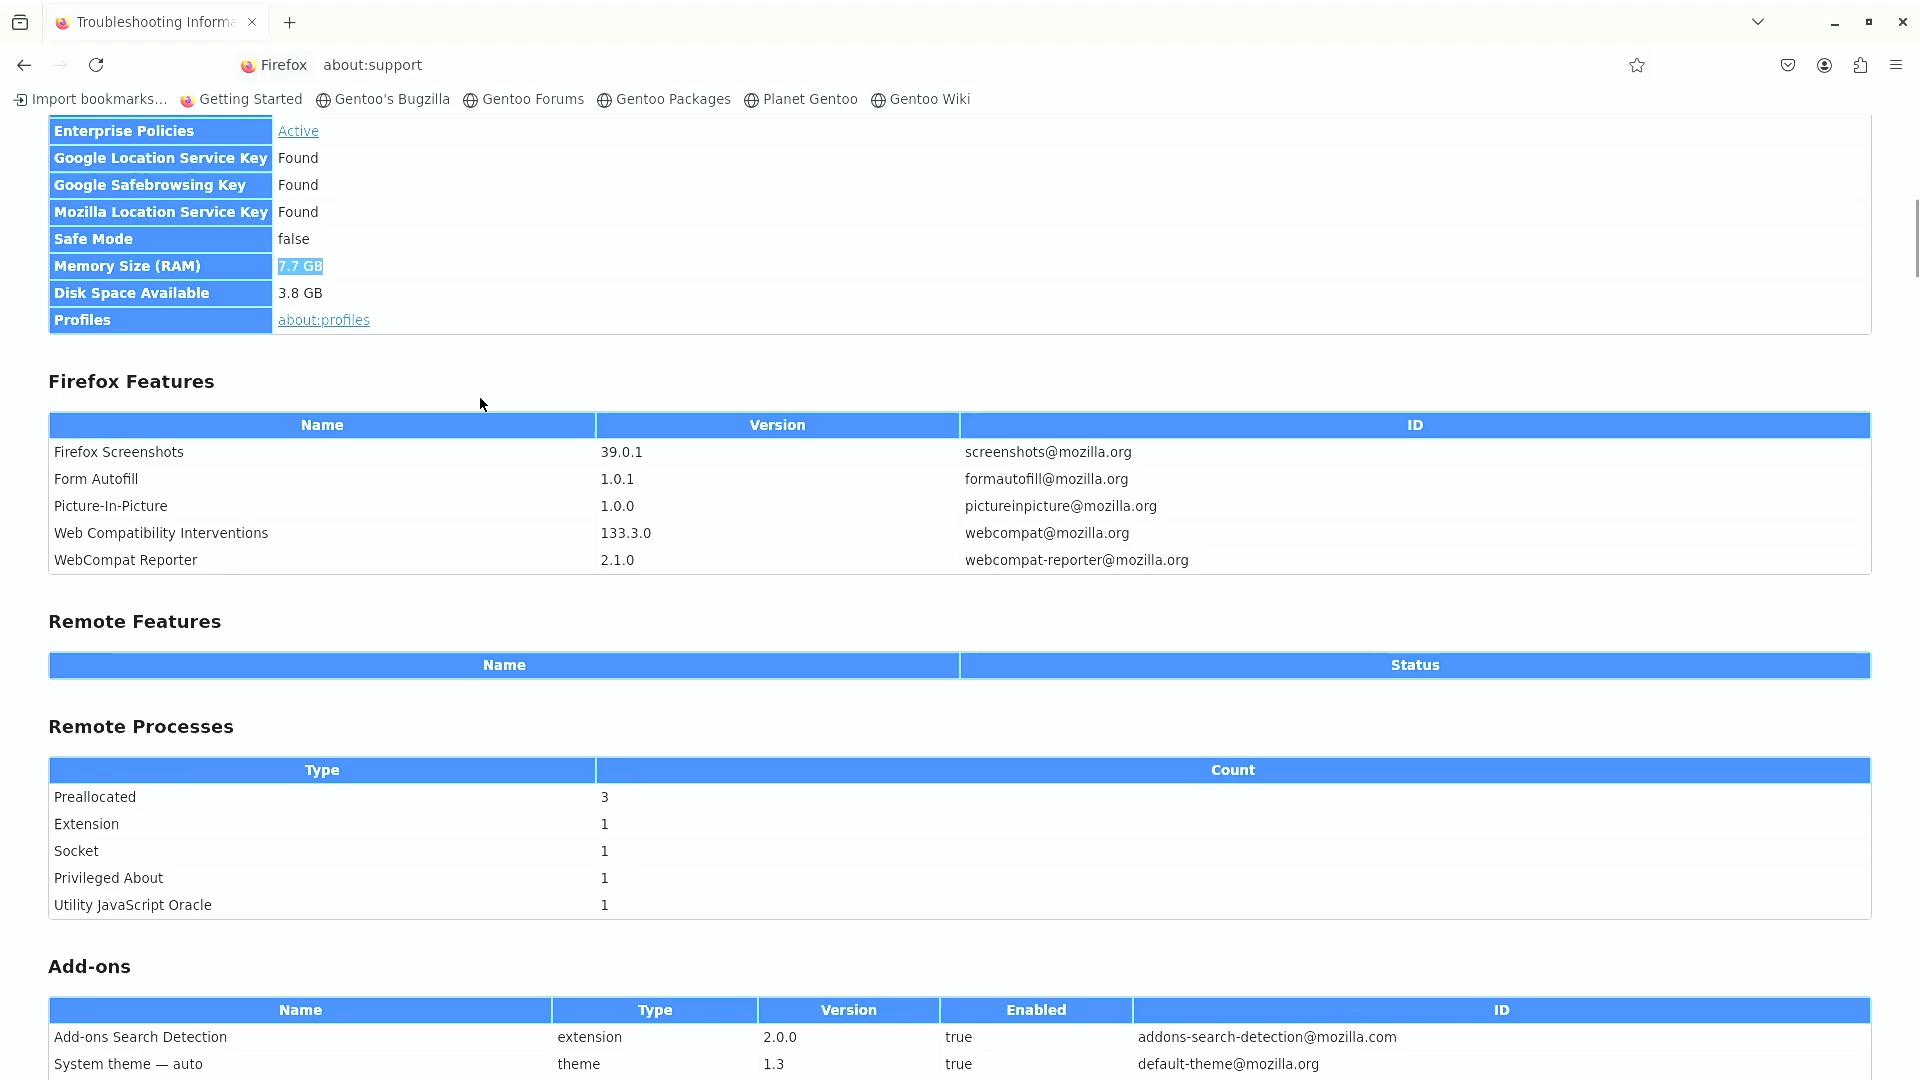 Troubleshooting Informa
Firefox about:support
Import bookmarks... Getting Started Gentoo's Bugzilla Gentoo Forums Gentoo Packages Planet Gentoo Gentoo Wiki
Enterprise Policies Active
Google Location Service Key Found
Google Safebrowsing Key Found
Mozilla Location Service Key Found
Safe Mode false
Memory Size (RAM) 7.7 GB
Disk Space Available 3.8 GB
Profiles about:profiles
Firefox Features
Name Version ID
Firefox Screenshots 39.0.1 screenshots@mozilla.org
Form Autofill 1.0.1 formautofill@mozilla.org
Picture-In-Picture 1.0.0 pictureinpicture@mozilla.org
Web Compatibility Interventions 133.3.0 webcompat@mozilla.org
WebCompat Reporter 2.1.0 webcompat-reporter@mozilla.org
Remote Features
Name Status
Remote Processes
Type Count
Preallocated 3
Extension 1
Socket 1
Privileged About 1
Utility JavaScript Oracle 1
Add-ons
Name Type Version Enabled ID
Add-ons Search Detection extension 2.0.0 true addons-search-detection@mozilla.com
System theme — auto theme 1.3 true default-theme@mozilla.org